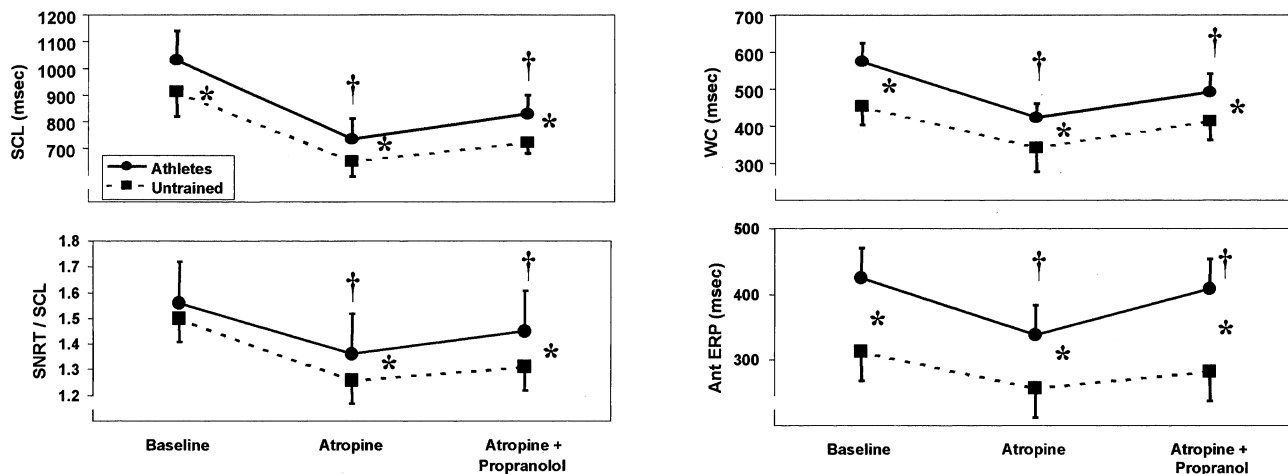 1200
1100
1000
900
800
700
SCL (msec)
Athletes
Untrained
†
†
*
*
*
700
600
500
400
300
WC (msec)
†
†
*
*
*
1.8
1.7
1.6
1.5
1.4
1.3
1.2
SNRT / SCL
†
†
*
*
Baseline
Atropine
Atropine +
Propranolol
500
400
300
Ant ERP (msec)
†
†
*
*
*
Baseline
Atropine
Atropine +
Propranol